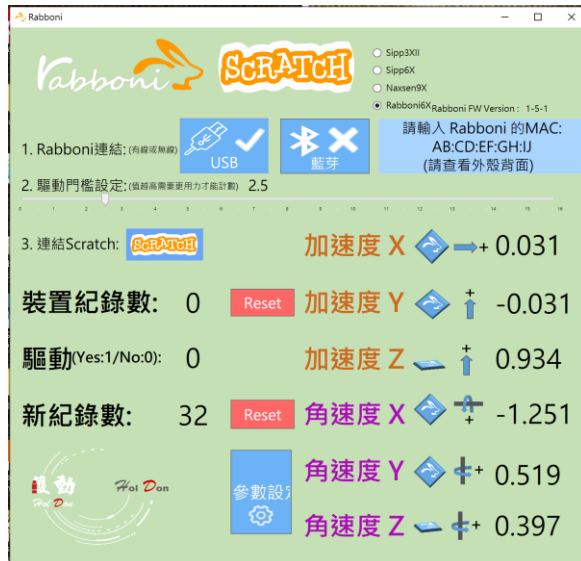 Rabboni
rabboni
SCRATCH
Sipp3XII
Sipp6X
Naxsen9X
Rabboni6X
Rabboni FW Version : 1-5-1
1. Rabboni連結: (有線或無線)
USB
藍芽
請輸入 Rabboni 的MAC:
AB:CD:EF:GH:IJ
(請查看外殼背面)
2. 驅動門檻設定:(值越高需要更用力才能計數) 2.5
0 1 2 3 4 5 6 7 8 9 10 11 12 13 14 15 16
3. 連結Scratch: SCRATCH
加速度 X + 0.031
裝置紀錄數: 0 Reset
加速度 Y + -0.031
驅動(Yes:1/No:0): 0
加速度 Z + 0.934
新紀錄數: 32 Reset
角速度 X + -1.251
參數設
角速度 Y + 0.519
角速度 Z + 0.397
動
Hol Don
Hol Don